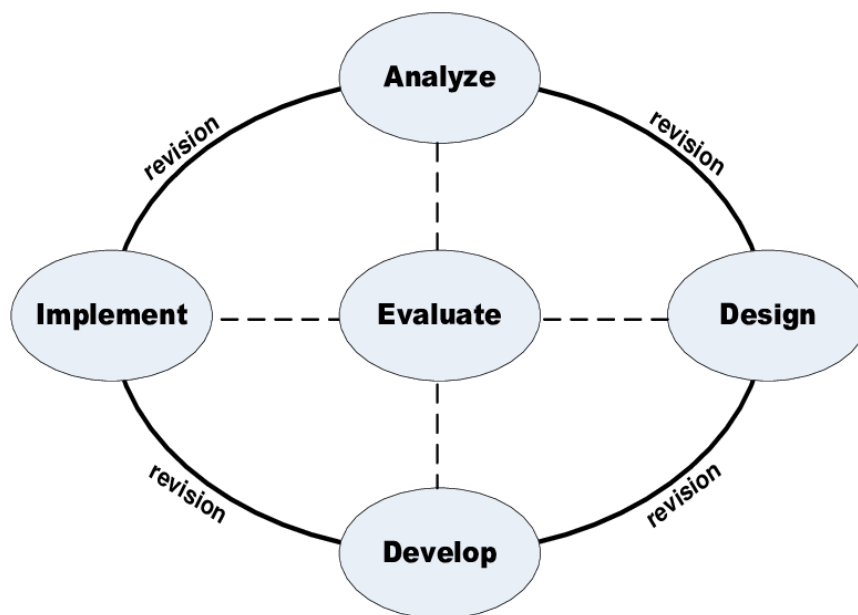 Analyze
revision
revision
Implement
Evaluate
Design
revision
revision
Develop